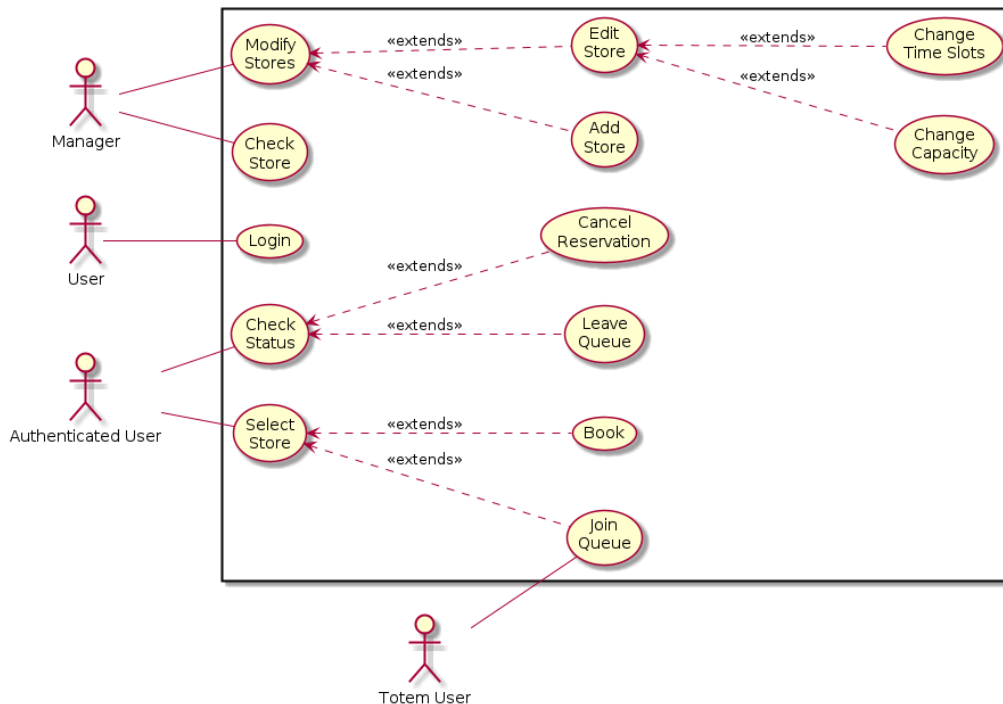 Modify
Stores
«extends»
Edit
Store
«extends»
Change
Time Slots
«extends»
«extends»
Manager
Check
Store
Add
Store
Change
Capacity
User
Login
Cancel
Reservation
«extends»
Check
Status
«extends»
Leave
Queue
Authenticated User
Select
Store
«extends»
Book
«extends»
Join
Queue
Totem User